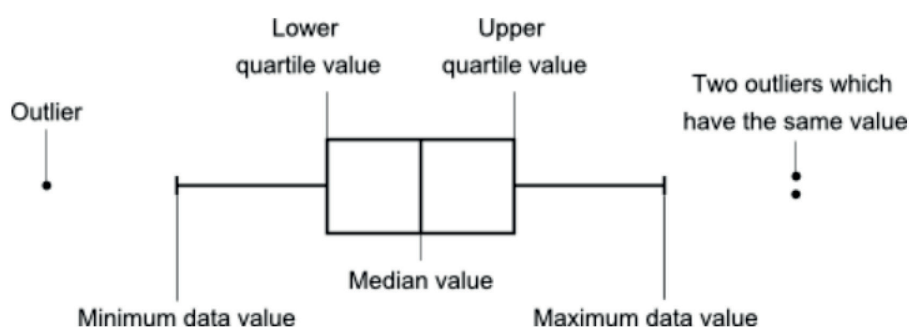 Lower
quartile value
Upper
quartile value
Two outliers which
have the same value
Outlier
Median value
Minimum data value
Maximum data value